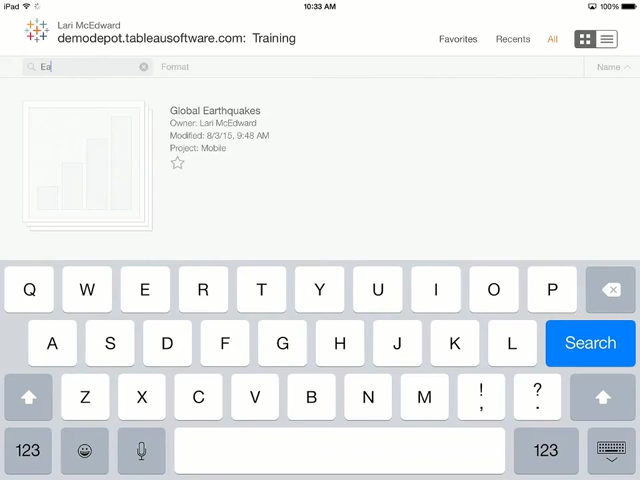 iPad 10:33 AM 100%
Lari McEdward
demodepot.tableausoftware.com: Training
Favorites Recents All
Ea Format Name
Global Earthquakes
Owner: Lari McEdward
Modified: 8/3/15, 9:48 AM
Project: Mobile
Q W E R T Y U I O P
A S D F G H J K L Search
Z X C V B N M ! , ? .
123 123